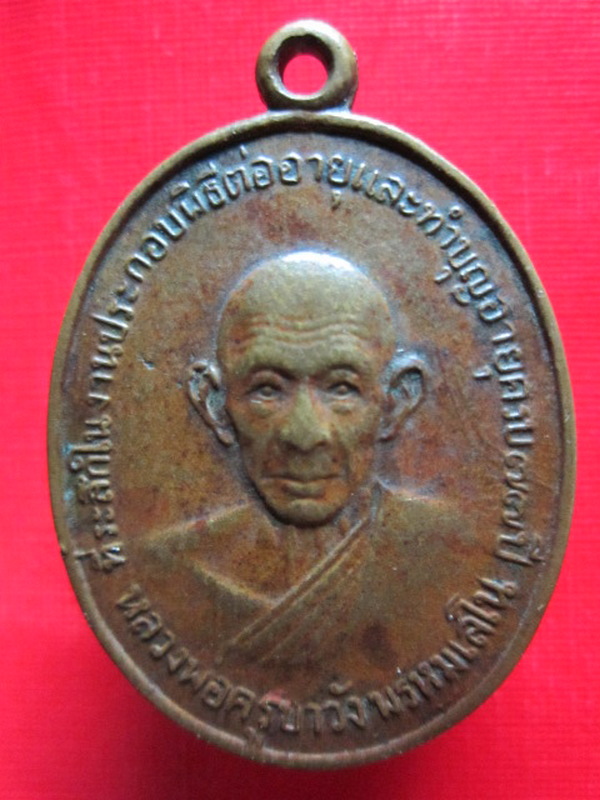 ที่ระลึกในงานประกอบพิธีต่ออายุและทำบุญอายุครบ๗๗ปี
หลวงพ่อครูบาวังพรหมเสโน